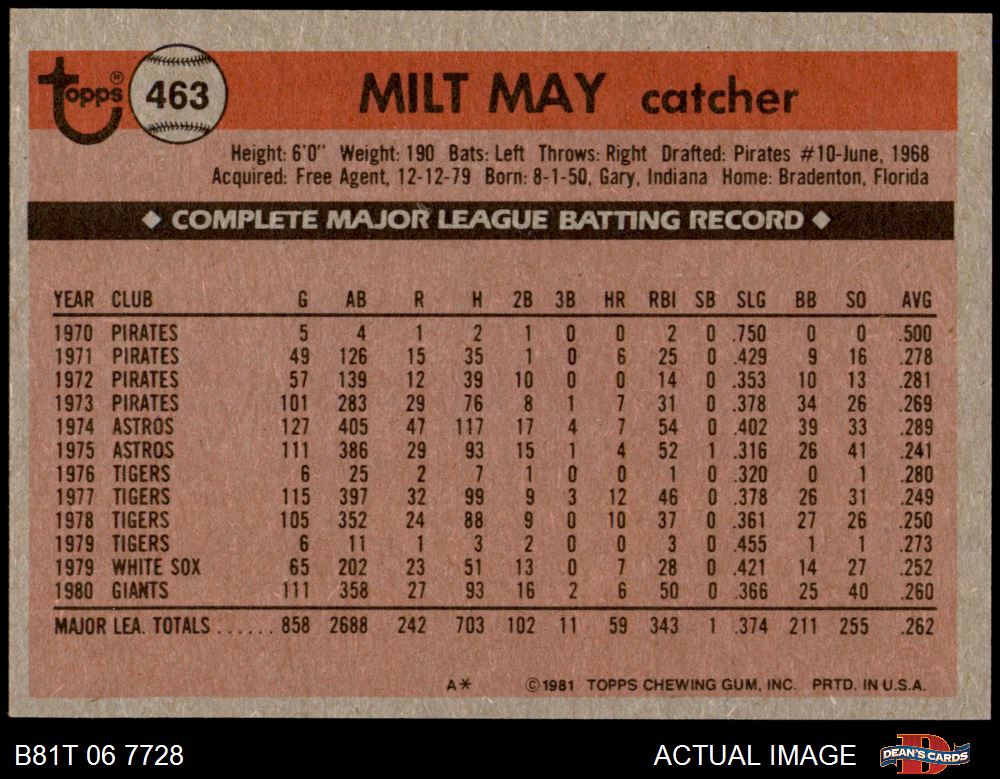 Topps® 463 MILT MAY catcher
Height: 6'0" Weight: 190 Bats: Left Throws: Right Drafted: Pirates #10-June, 1968
Acquired: Free Agent, 12-12-79 Born: 8-1-50, Gary, Indiana Home: Bradenton, Florida
◆ COMPLETE MAJOR LEAGUE BATTING RECORD ◆
YEAR CLUB G AB R H 2B 3B HR RBI SB SLG BB SO AVG
1970 PIRATES 5 4 1 2 1 0 0 2 0 .750 0 0 .500
1971 PIRATES 49 126 15 35 1 0 6 25 0 .429 9 16 .278
1972 PIRATES 57 139 12 39 10 0 0 14 0 .353 10 13 .281
1973 PIRATES 101 283 29 76 8 1 7 31 0 .378 34 26 .269
1974 ASTROS 127 405 47 117 17 4 7 54 0 .402 39 33 .289
1975 ASTROS 111 386 29 93 15 1 4 52 1 .316 26 41 .241
1976 TIGERS 6 25 2 7 1 0 0 1 0 .320 0 1 .280
1977 TIGERS 115 397 32 99 9 3 12 46 0 .378 26 31 .249
1978 TIGERS 105 352 24 88 9 0 10 37 0 .361 27 26 .250
1979 TIGERS 6 11 1 3 2 0 0 3 0 .455 1 1 .273
1979 WHITE SOX 65 202 23 51 13 0 7 28 0 .421 14 27 .252
1980 GIANTS 111 358 27 93 16 2 6 50 0 .366 25 40 .260
MAJOR LEA. TOTALS ...... 858 2688 242 703 102 11 59 343 1 .374 211 255 .262
A* ©1981 TOPPS CHEWING GUM, INC. PRTD. IN U.S.A.
B81T 06 7728 ACTUAL IMAGE DEAN'S CARDS